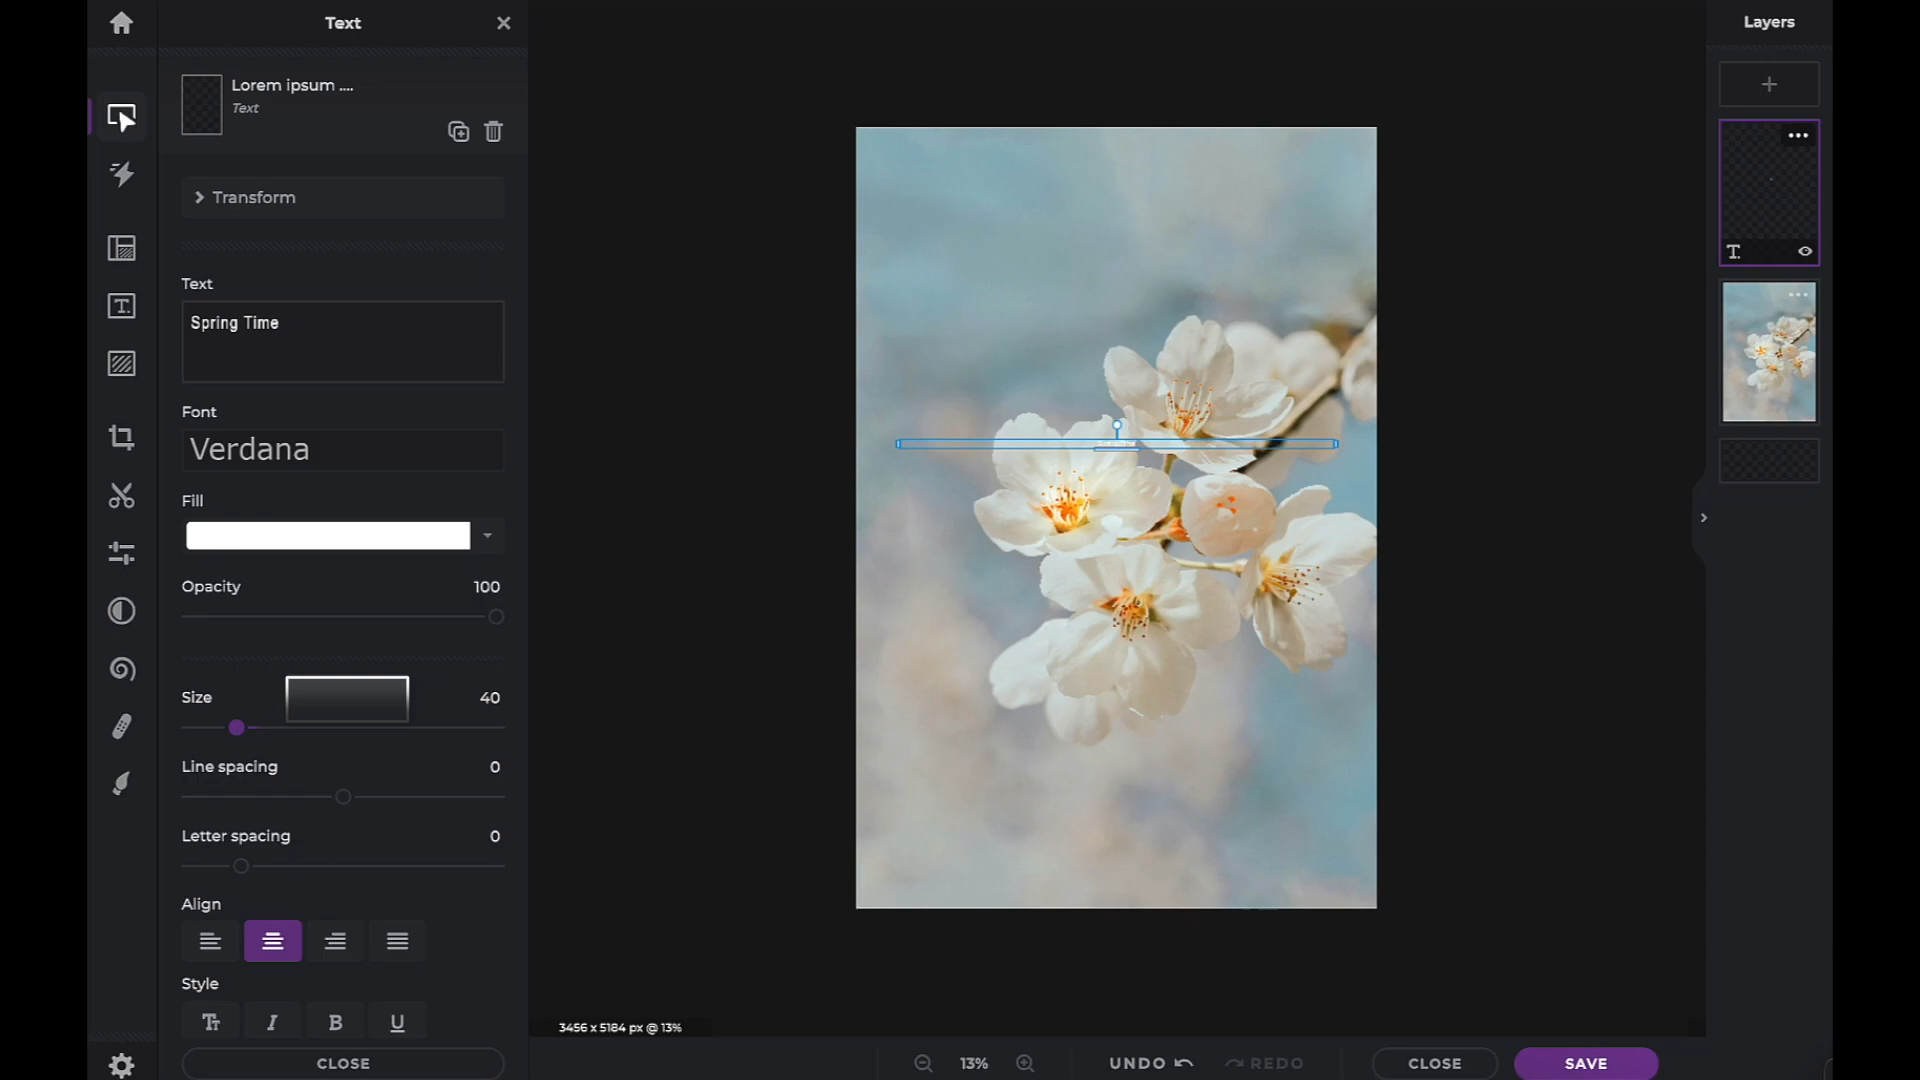 Text
Layers
Lorem ipsum ....
Text
Transform
Text
Spring Time
Font
Verdana
Fill
Opacity 100
Size 40
Line spacing 0
Letter spacing 0
Align
Style
CLOSE
3456 x 5184 px @ 13%
13%
UNDO
REDO
CLOSE
SAVE